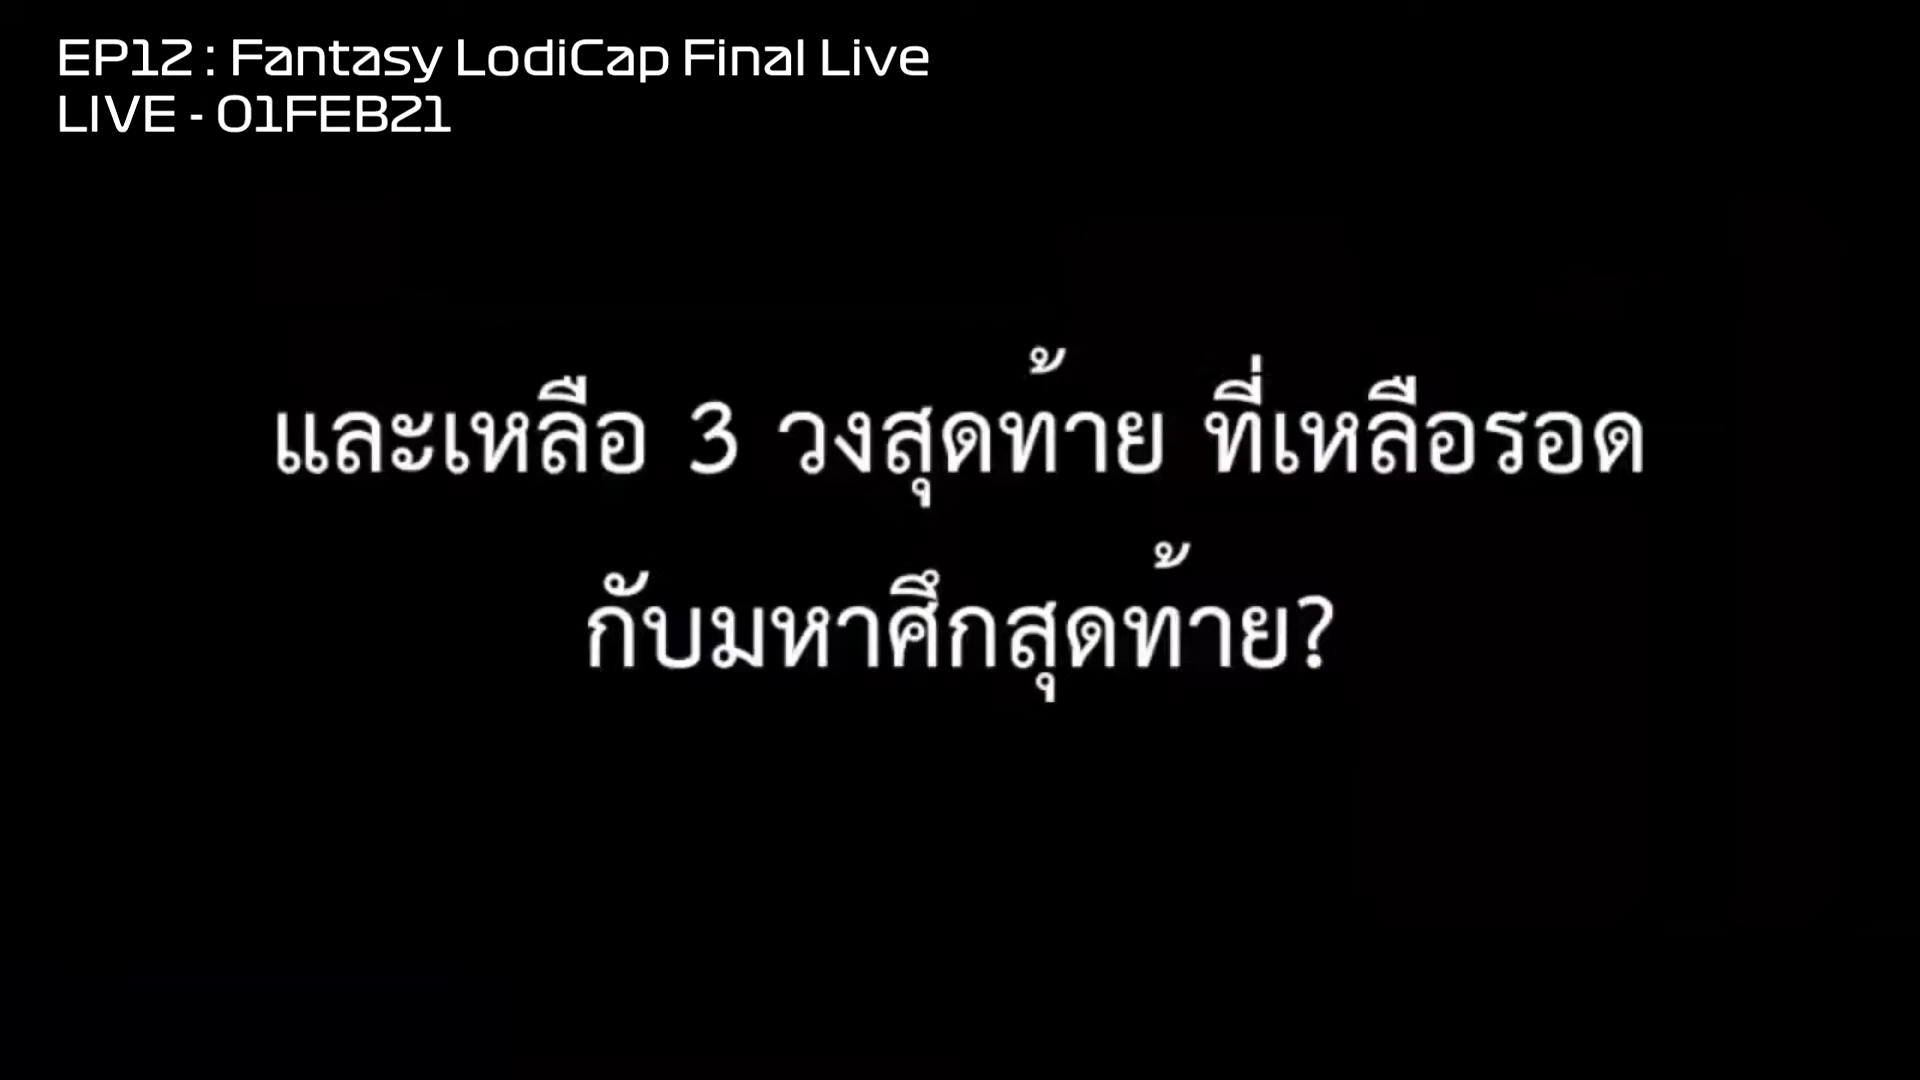 EP12 : Fantasy LodiCap Final Live
LIVE - 01FEB21
และเหลือ 3 วงสุดท้าย ที่เหลือรอด
กับมหาศึกสุดท้าย?